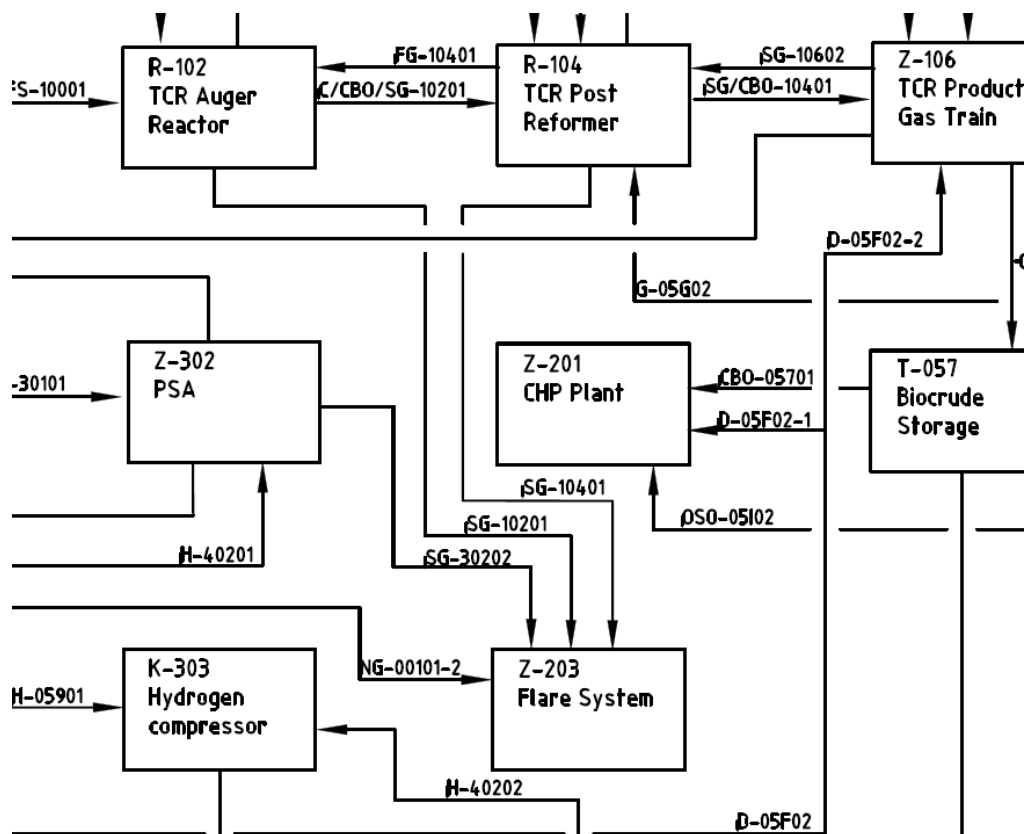 R-102
TCR Auger
Reactor
FG-10401
R-104
TCR Post
Reformer
SG-10602
Z-106
TCR Product
Gas Train
FS-10001
C/CBO/SG-10201
SG/CBO-10401
D-05F02-2
G-05G02
Z-302
PSA
-30101
Z-201
CHP Plant
CBO-05701
D-05F02-1
T-057
Biocrude
Storage
SG-10401
SG-10201
OSO-05I02
H-40201
SG-30202
K-303
Hydrogen
compressor
NG-00101-2
Z-203
Flare System
H-05901
H-40202
D-05F02